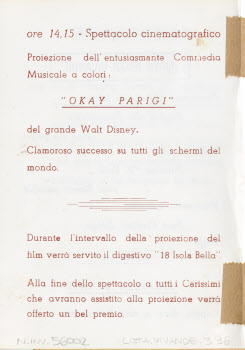 ore 14,15 - Spettacolo cinematografico
Proiezione dell'entusiasmante Commedia
Musicale a colori:
"OKAY PARIGI"
del grande Walt Disney.
Clamoroso successo su tutti gli schermi del
mondo.
Durante l'intervallo della proiezione del
film verrà servito il digestivo "18 Isola Bella"
Alla fine dello spettacolo a tutti i Carissimi
che avranno assistito alla proiezione verrà
offerto un bel premio.
N.INV. 56002